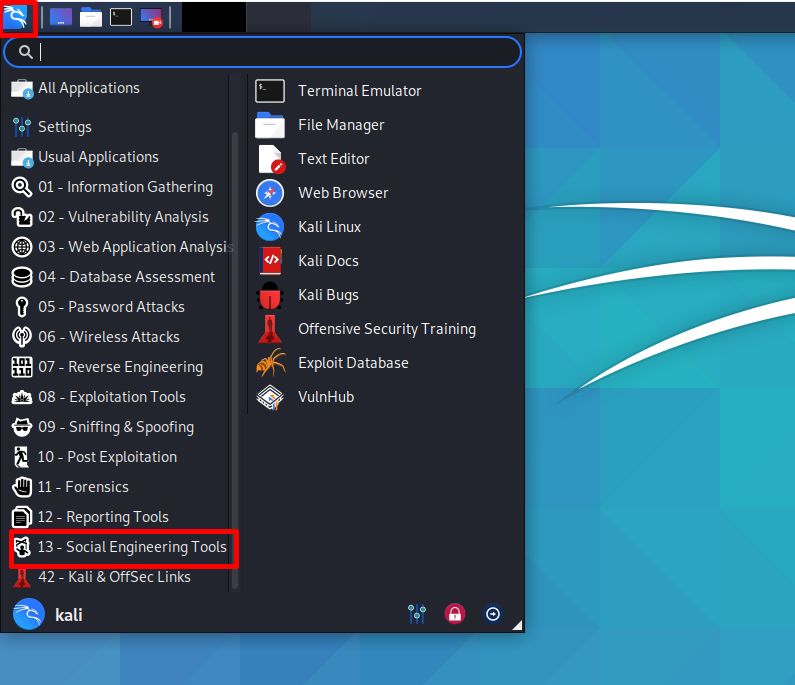 All Applications
Settings
Usual Applications
01 - Information Gathering
02 - Vulnerability Analysis
03 - Web Application Analysis
04 - Database Assessment
05 - Password Attacks
06 - Wireless Attacks
07 - Reverse Engineering
08 - Exploitation Tools
09 - Sniffing & Spoofing
10 - Post Exploitation
11 - Forensics
12 - Reporting Tools
13 - Social Engineering Tools
42 - Kali & OffSec Links
Terminal Emulator
File Manager
Text Editor
Web Browser
Kali Linux
Kali Docs
Kali Bugs
Offensive Security Training
Exploit Database
VulnHub
kali